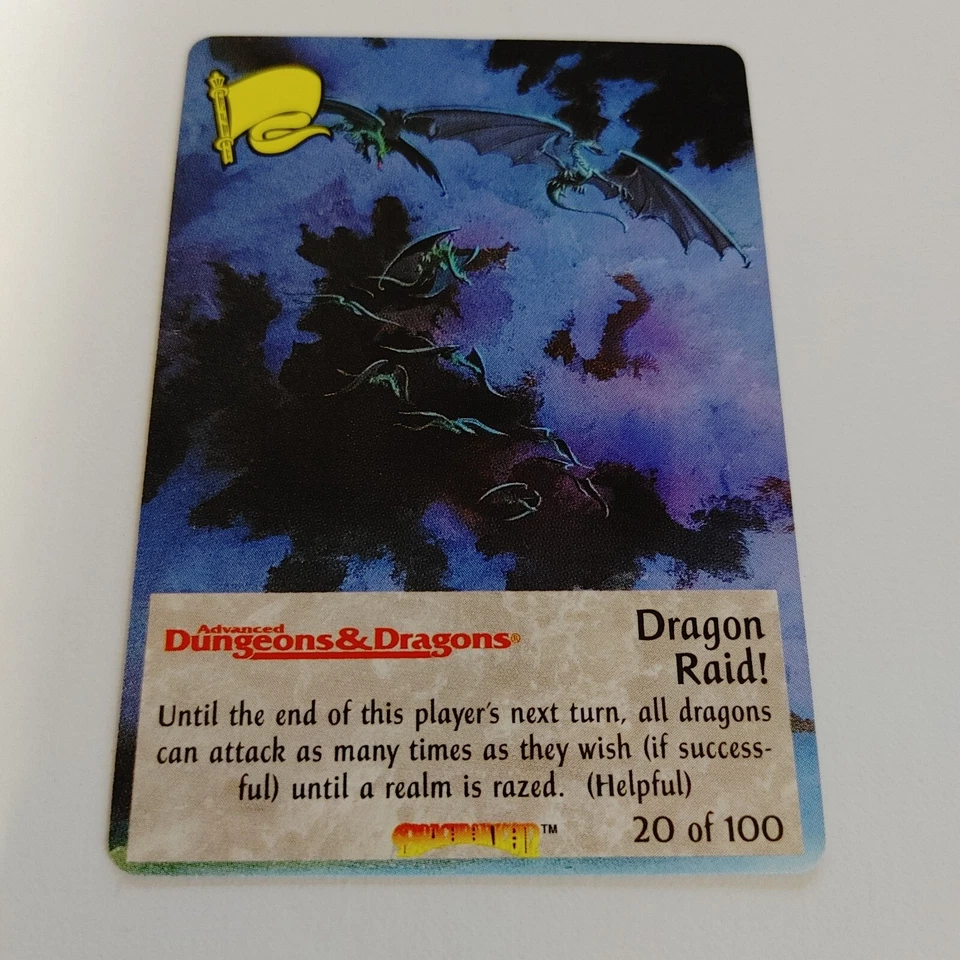 Advanced
Dungeons & Dragons®
Dragon
Raid!
Until the end of this player's next turn, all dragons
can attack as many times as they wish (if success-
ful) until a realm is razed. (Helpful)
™
20 of 100